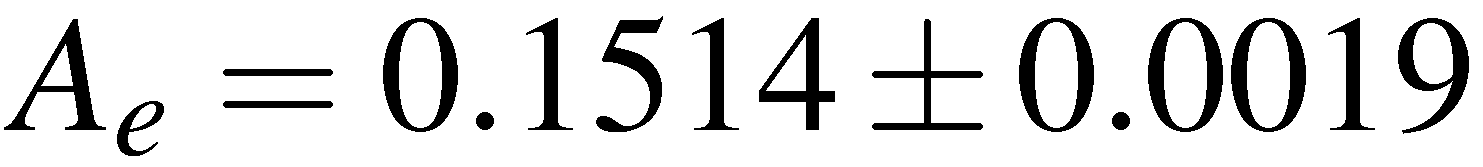 A_e = 0.1514 ± 0.0019